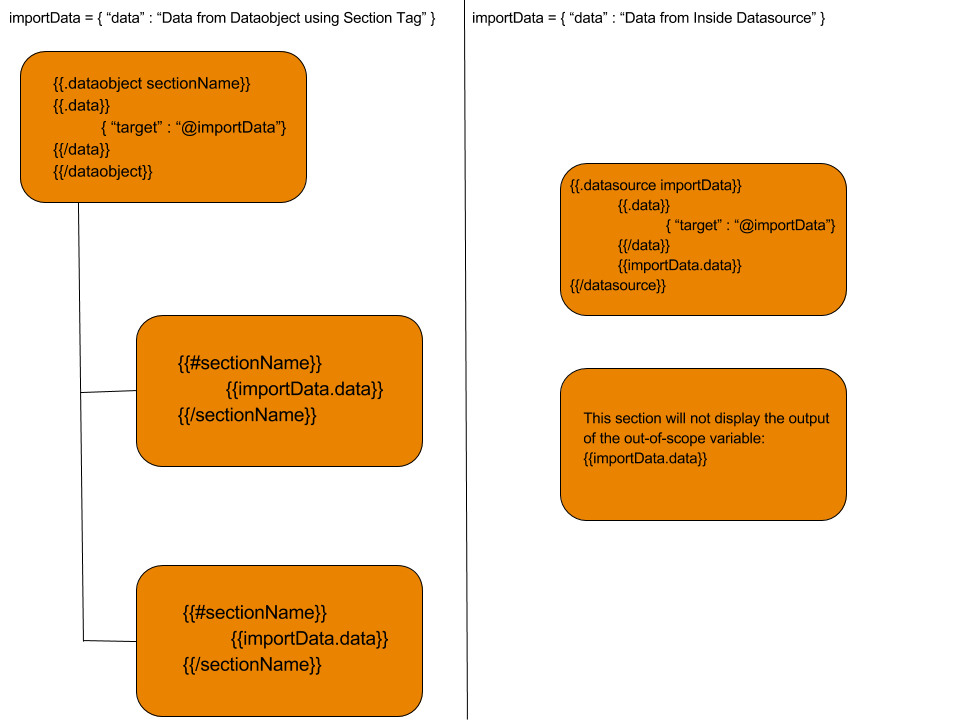 importData = { “data” : “Data from Dataobject using Section Tag” }
{{.dataobject sectionName}}
{{.data}}
{ “target” : “@importData”}
{{/data}}
{{/dataobject}}
{{#sectionName}}
{{importData.data}}
{{/sectionName}}
{{#sectionName}}
{{importData.data}}
{{/sectionName}}
importData = { “data” : “Data from Inside Datasource” }
{{.datasource importData}}
{{.data}}
{ “target” : “@importData”}
{{/data}}
{{importData.data}}
{{/datasource}}
This section will not display the output
of the out-of-scope variable:
{{importData.data}}